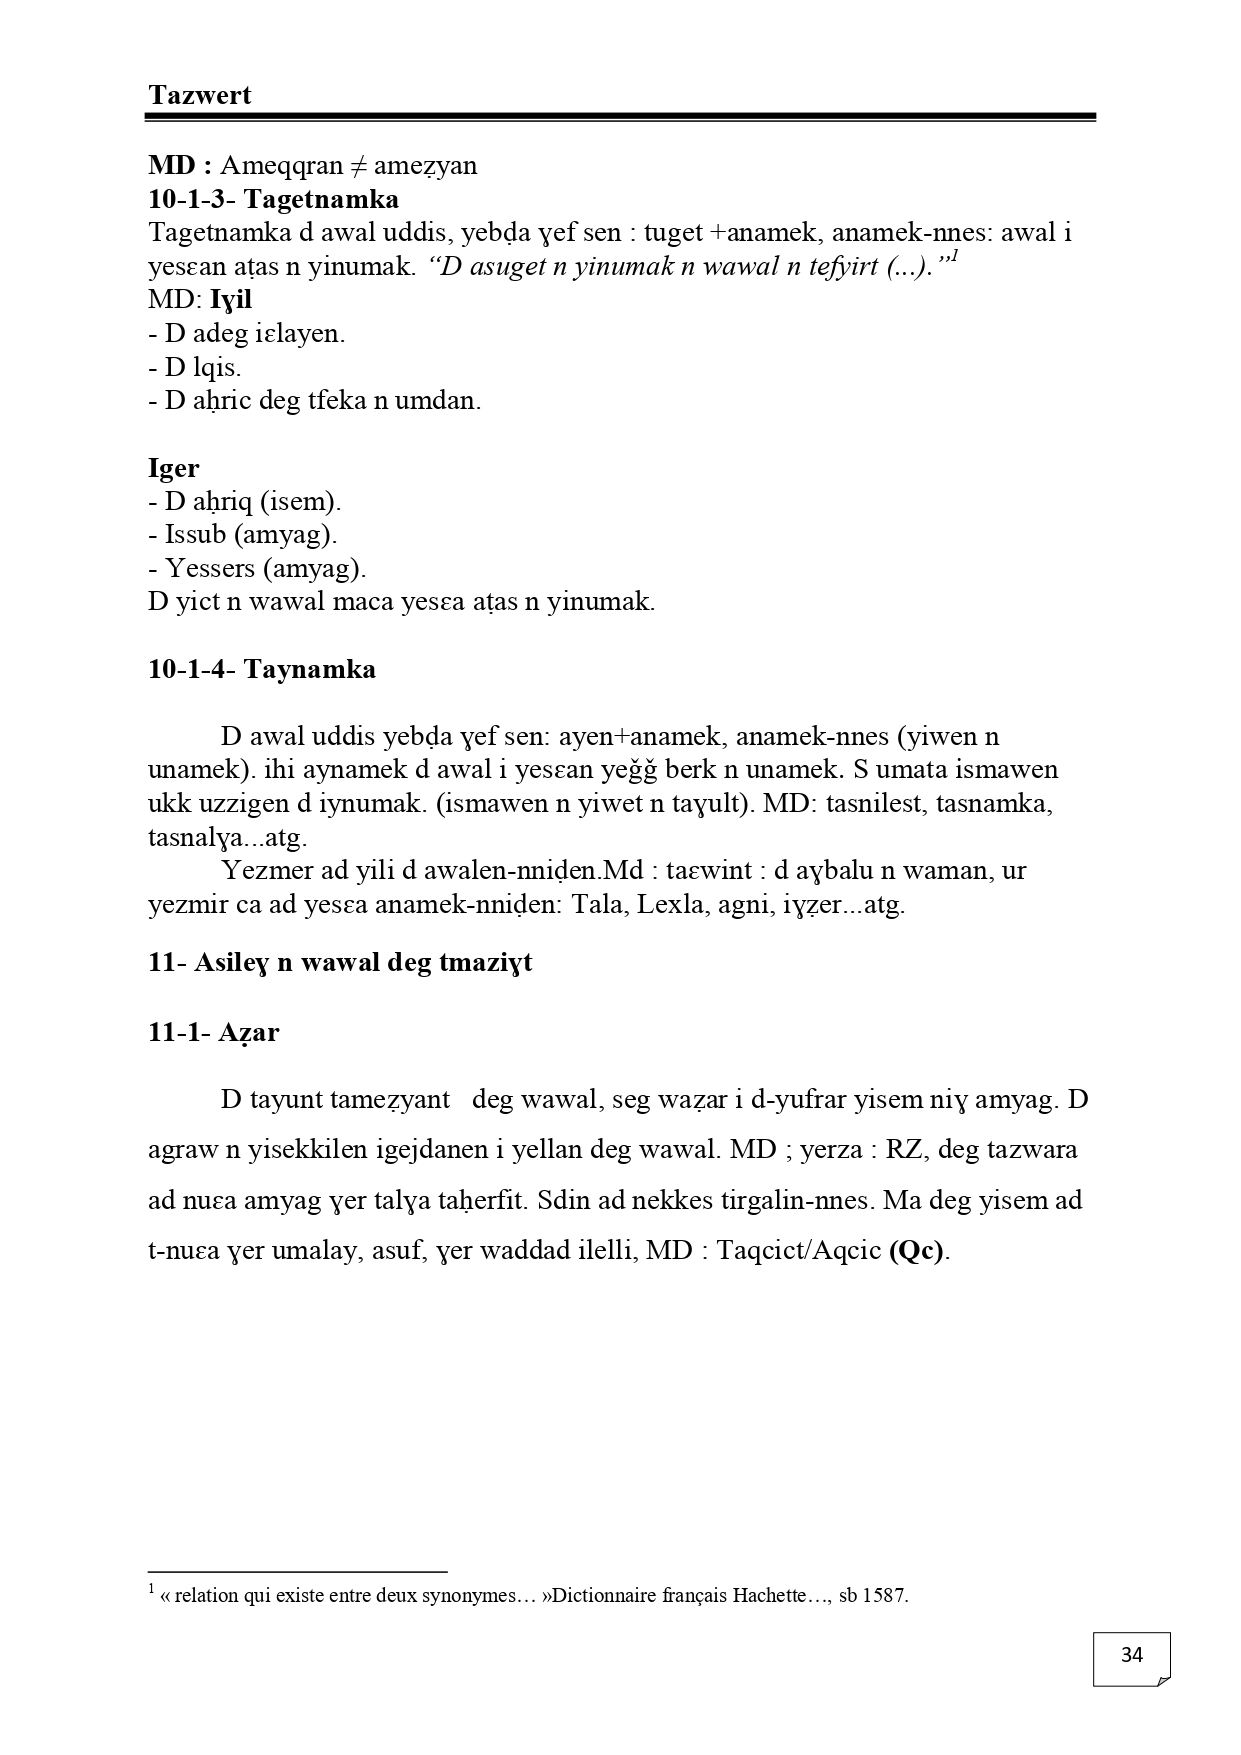 Tazwert
MD : Ameqqran ≠ ameẓyan
10-1-3- Tagetnamka
Tagetnamka d awal uddis, yebḍa ɣef sen : tuget +anamek, anamek-nnes: awal i
yesɛan aṭas n yinumak. “D asuget n yinumak n wawal n tefyirt (...).”1
MD: Iɣil
- D adeg iɛlayen.
- D lqis.
- D aḥric deg tfeka n umdan.
Iger
- D aḥriq (isem).
- Issub (amyag).
- Yessers (amyag).
D yict n wawal maca yesɛa aṭas n yinumak.
10-1-4- Taynamka
D awal uddis yebḍa ɣef sen: ayen+anamek, anamek-nnes (yiwen n
unamek). ihi aynamek d awal i yesɛan yeǧǧ berk n unamek. S umata ismawen
ukk uzzigen d iynumak. (ismawen n yiwet n taɣult). MD: tasnilest, tasnamka,
tasnalɣa...atg.
Yezmer ad yili d awalen-nniḍen.Md : taɛwint : d aɣbalu n waman, ur
yezmir ca ad yesɛa anamek-nniḍen: Tala, Lexla, agni, iɣẓer...atg.
11- Asileɣ n wawal deg tmaziɣt
11-1- Aẓar
D tayunt tameẓyant deg wawal, seg waẓar i d-yufrar yisem niɣ amyag. D
agraw n yisekkilen igejdanen i yellan deg wawal. MD ; yerza : RZ, deg tazwara
ad nuɛa amyag ɣer talɣa taḥerfit. Sdin ad nekkes tirgalin-nnes. Ma deg yisem ad
t-nuɛa ɣer umalay, asuf, ɣer waddad ilelli, MD : Taqcict/Aqcic (Qc).
1 « relation qui existe entre deux synonymes… »Dictionnaire français Hachette…, sb 1587.
34